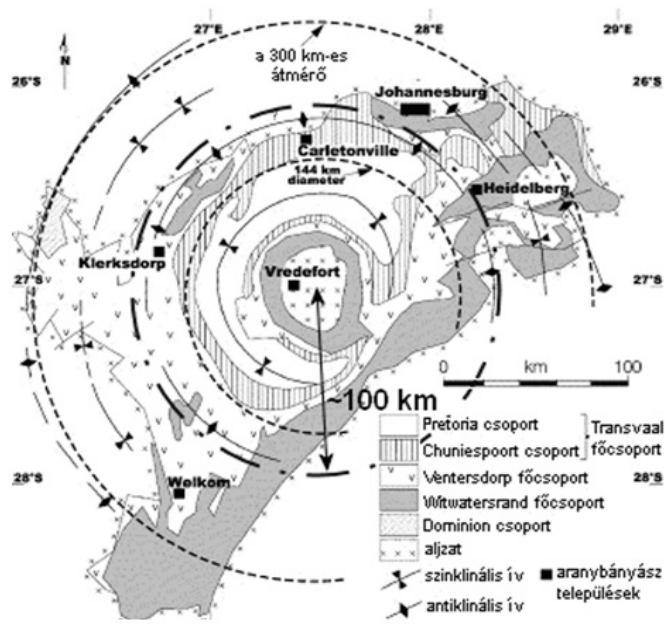 27°E
28°E
29°E
N
a 300 km-es
átmérő
26°S
26°S
Johannesburg
Carletonville
144 km
diameter
Heidelberg
Klerksdorp
Vredefort
27°S
27°S
km
0
100
~100 km
Pretoria csoport
Chuniespoort csoport
Transvaal
főcsoport
Ventersdorp főcsoport
28°S
28°S
Welkom
Witwatersrand főcsoport
Dominion csoport
aljzat
szinklinális ív
antiklinális ív
aranybányász
települések